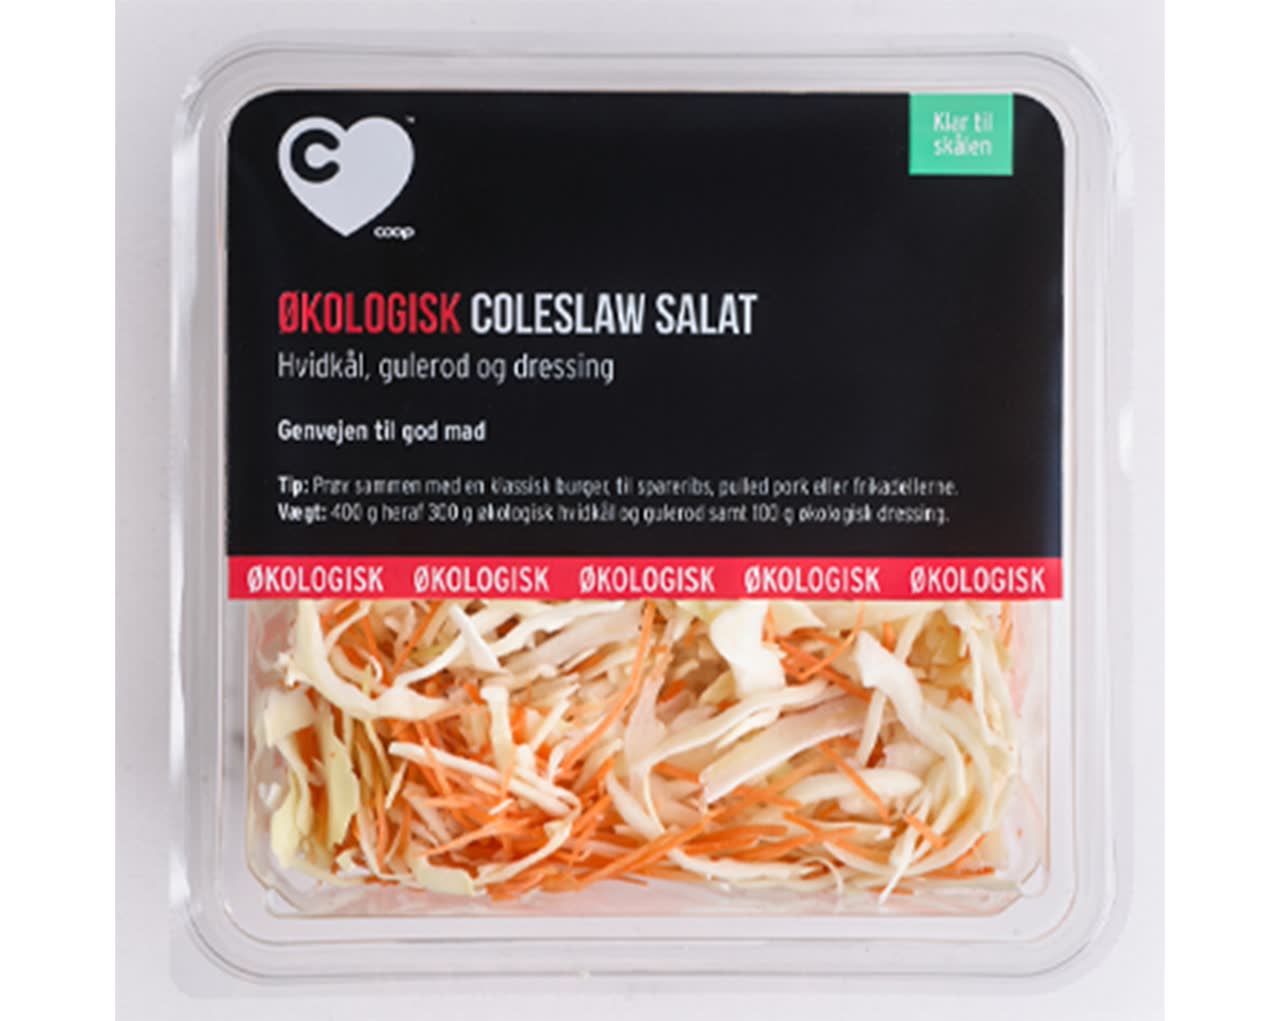 C
™
coop
Klar til
skålen
ØKOLOGISK COLESLAW SALAT
Hvidkål, gulerod og dressing
Genvejen til god mad
Tip: Prøv sammen med en klassisk burger, til spareribs, pulled pork eller frikadellerne.
Vægt: 400 g heraf 300 g økologisk hvidkål og gulerod samt 100 g økologisk dressing.
ØKOLOGISK ØKOLOGISK ØKOLOGISK ØKOLOGISK ØKOLOGISK